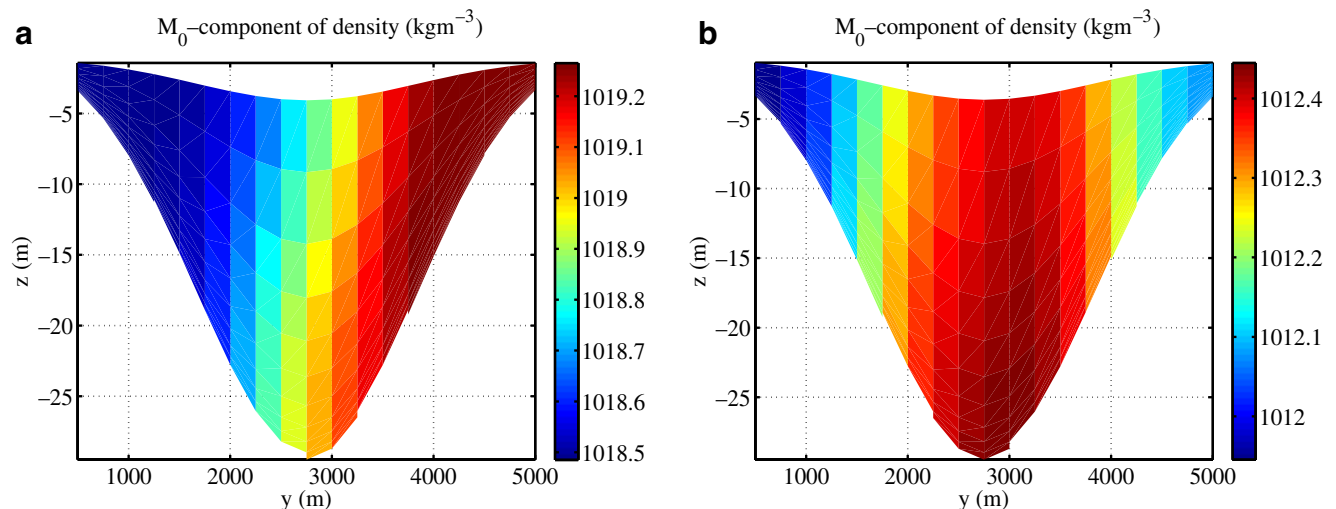 a
M₀–component of density (kgm⁻³)
z (m)
−5
−10
−15
−20
−25
1000 2000 3000 4000 5000
y (m)
1019.2
1019.1
1019
1018.9
1018.8
1018.7
1018.6
1018.5
b
M₀–component of density (kgm⁻³)
z (m)
−5
−10
−15
−20
−25
1000 2000 3000 4000 5000
y (m)
1012.4
1012.3
1012.2
1012.1
1012